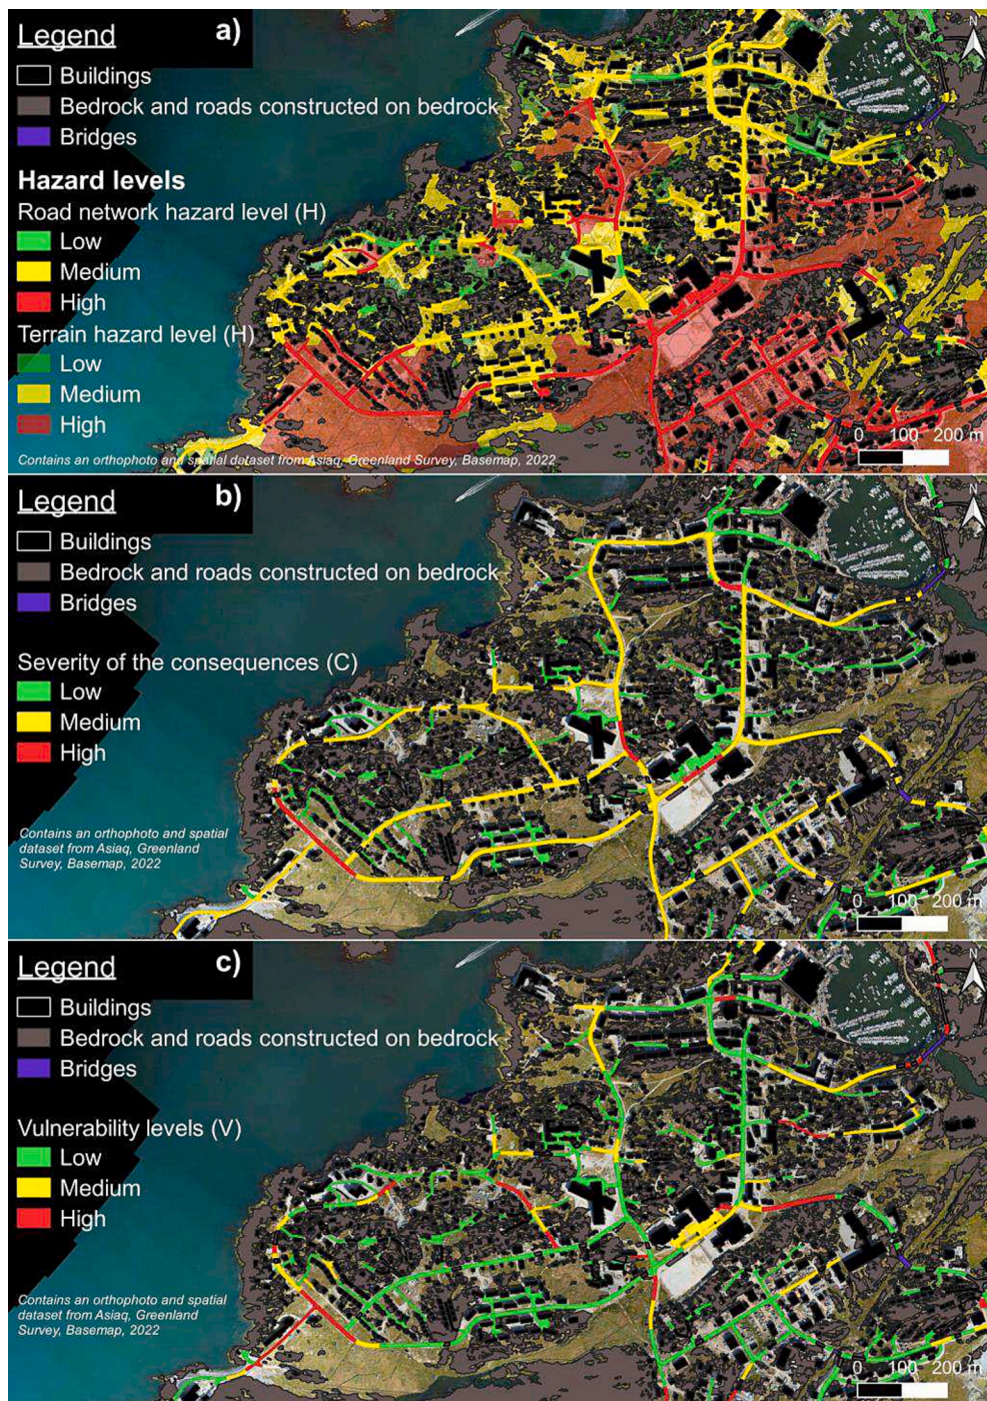 Legend
a)
Buildings
Bedrock and roads constructed on bedrock
Bridges
Hazard levels
Road network hazard level (H)
Low
Medium
High
Terrain hazard level (H)
Low
Medium
High
Contains an orthophoto and spatial dataset from Asiaq, Greenland Survey, Basemap, 2022
N
0 100 200 m
Legend
b)
Buildings
Bedrock and roads constructed on bedrock
Bridges
Severity of the consequences (C)
Low
Medium
High
Contains an orthophoto and spatial
dataset from Asiaq, Greenland
Survey, Basemap, 2022
N
0 100 200 m
Legend
c)
Buildings
Bedrock and roads constructed on bedrock
Bridges
Vulnerability levels (V)
Low
Medium
High
Contains an orthophoto and spatial
dataset from Asiaq, Greenland
Survey, Basemap, 2022
N
0 100 200 m